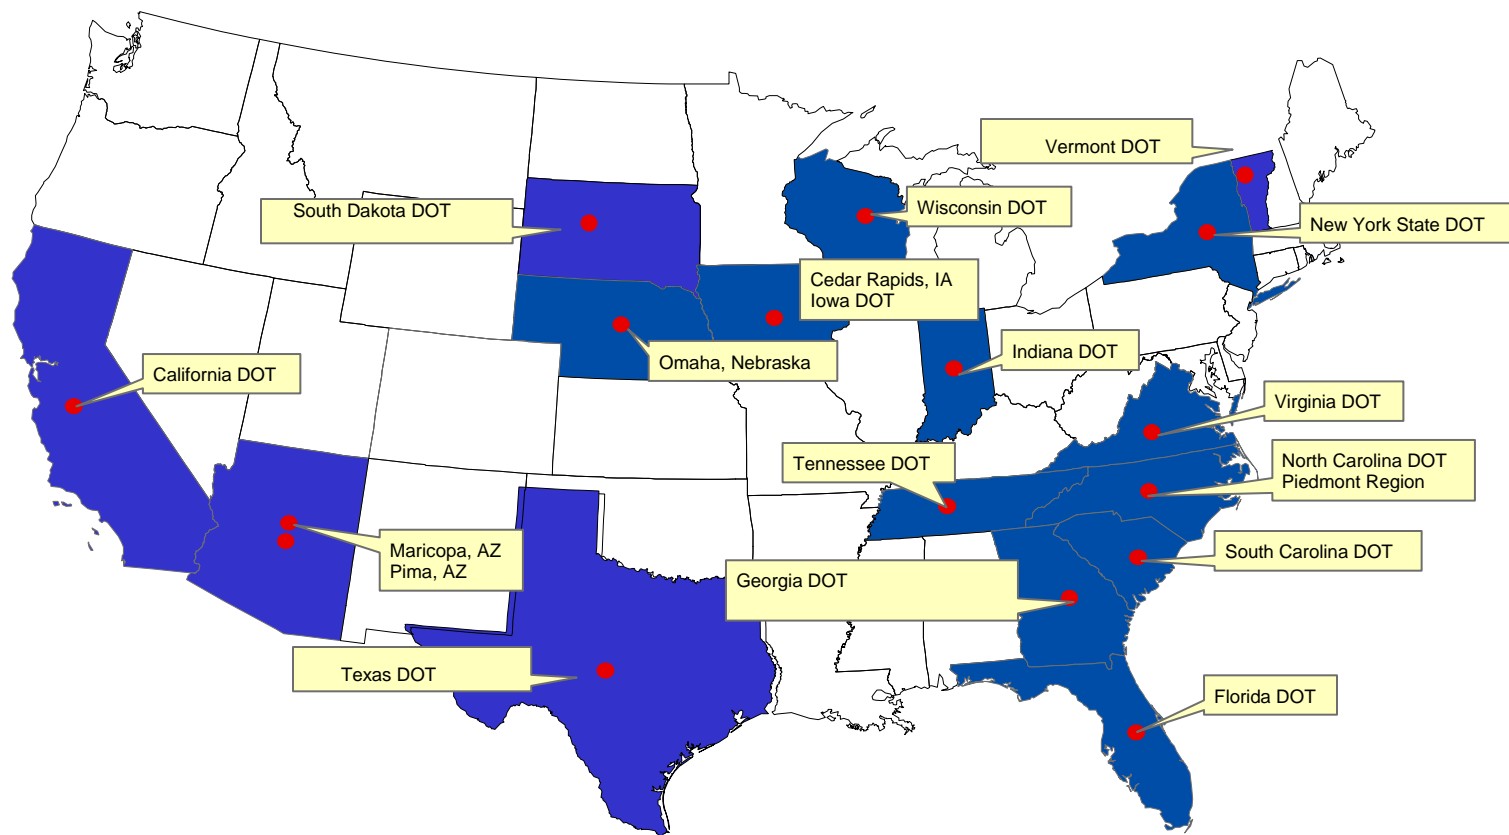 Vermont DOT
South Dakota DOT
Wisconsin DOT
New York State DOT
Cedar Rapids, IA
Iowa DOT
Omaha, Nebraska
Indiana DOT
California DOT
Virginia DOT
Tennessee DOT
North Carolina DOT
Piedmont Region
Maricopa, AZ
Pima, AZ
South Carolina DOT
Georgia DOT
Texas DOT
Florida DOT